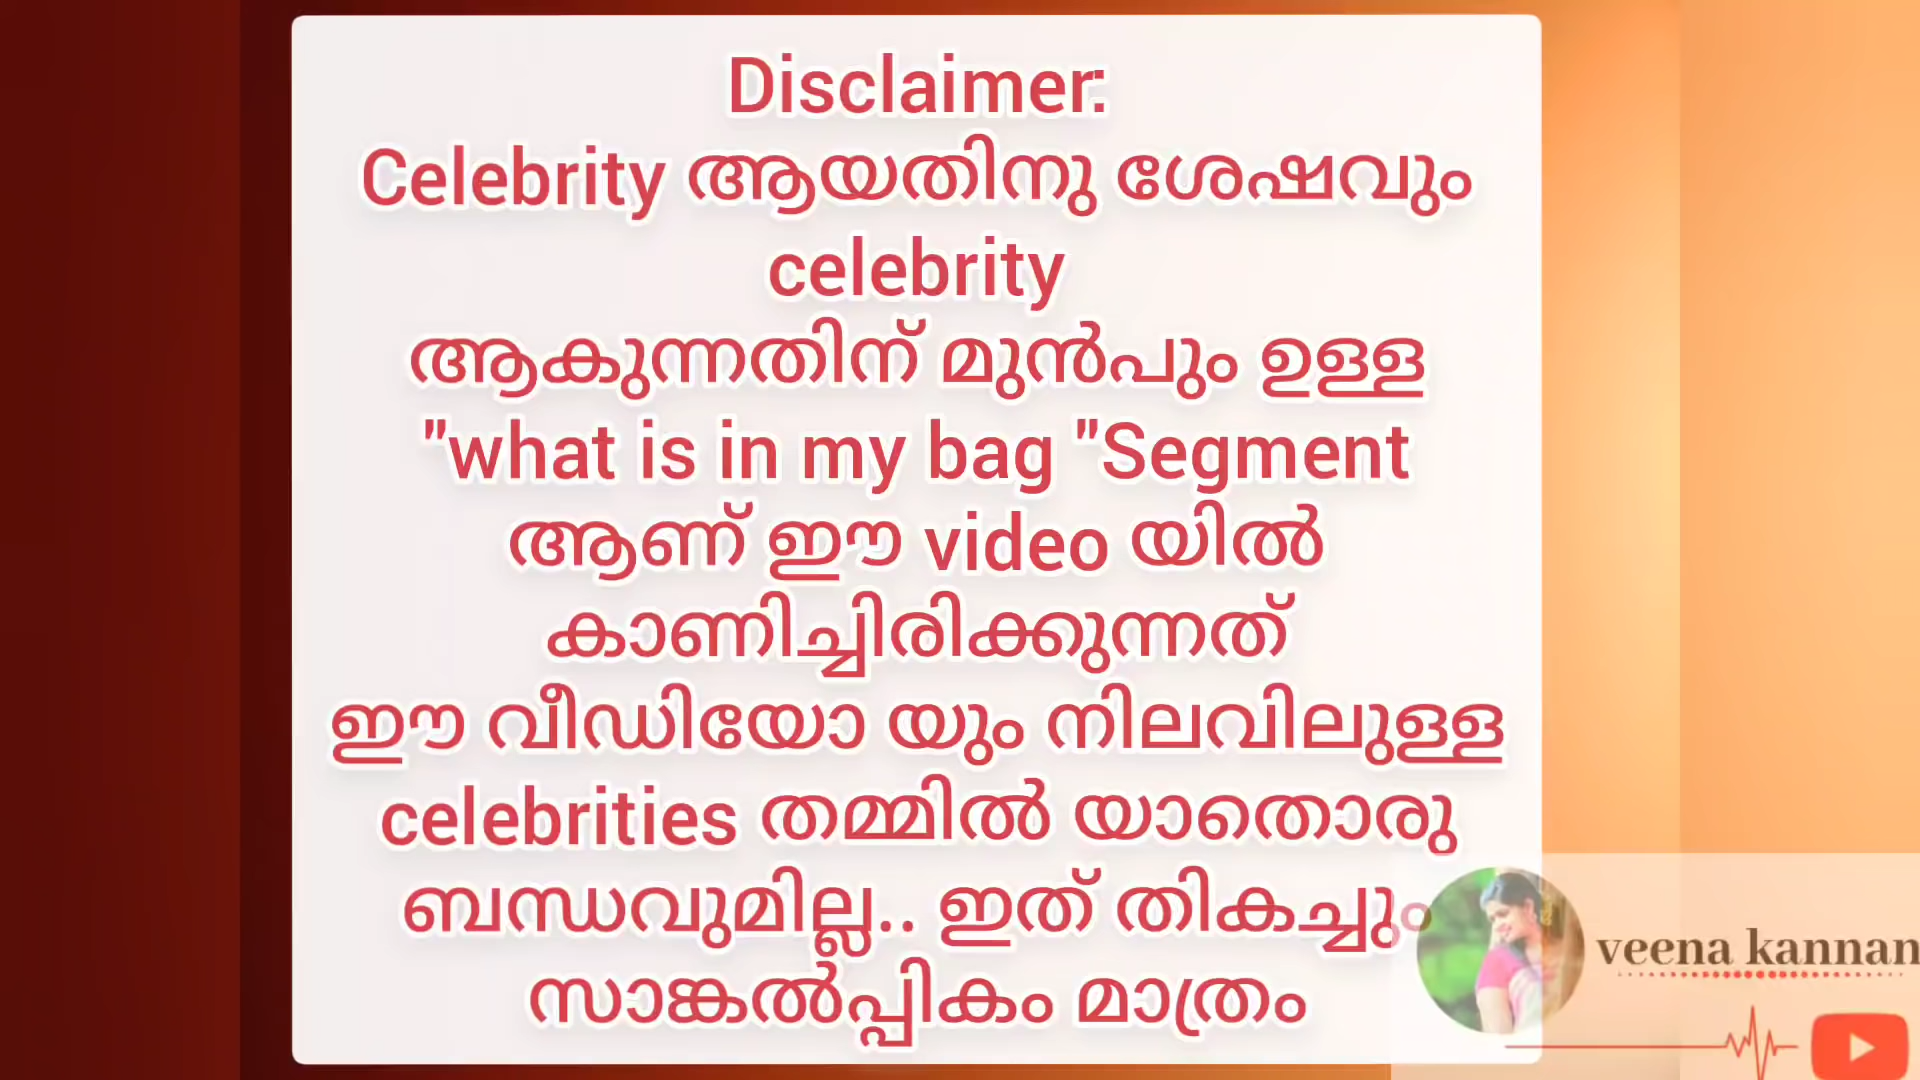 Disclaimer:
Celebrity ആയതിനു ശേഷവും
celebrity
ആകുന്നതിന് മുൻപും ഉള്ള
"what is in my bag "Segment
ആണ് ഈ video യിൽ
കാണിച്ചിരിക്കുന്നത്
ഈ വീഡിയോ യും നിലവിലുള്ള
celebrities തമ്മിൽ യാതൊരു
ബന്ധവുമില്ല.. ഇത് തികച്ചും
സാങ്കൽപ്പികം മാത്രം
veena kannan